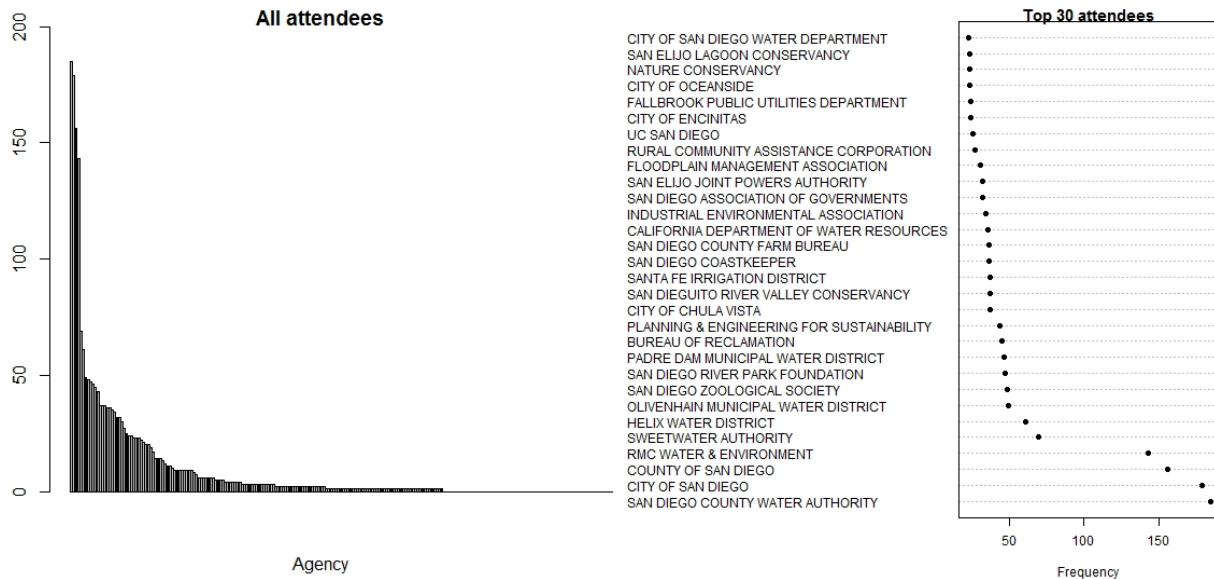 All attendees
200
150
100
50
0
Agency
Top 30 attendees
CITY OF SAN DIEGO WATER DEPARTMENT
SAN ELIJO LAGOON CONSERVANCY
NATURE CONSERVANCY
CITY OF OCEANSIDE
FALLBROOK PUBLIC UTILITIES DEPARTMENT
CITY OF ENCINITAS
UC SAN DIEGO
RURAL COMMUNITY ASSISTANCE CORPORATION
FLOODPLAIN MANAGEMENT ASSOCIATION
SAN ELIJO JOINT POWERS AUTHORITY
SAN DIEGO ASSOCIATION OF GOVERNMENTS
INDUSTRIAL ENVIRONMENTAL ASSOCIATION
CALIFORNIA DEPARTMENT OF WATER RESOURCES
SAN DIEGO COUNTY FARM BUREAU
SAN DIEGO COASTKEEPER
SANTA FE IRRIGATION DISTRICT
SAN DIEGUITO RIVER VALLEY CONSERVANCY
CITY OF CHULA VISTA
PLANNING & ENGINEERING FOR SUSTAINABILITY
BUREAU OF RECLAMATION
PADRE DAM MUNICIPAL WATER DISTRICT
SAN DIEGO RIVER PARK FOUNDATION
SAN DIEGO ZOOLOGICAL SOCIETY
OLIVENHAIN MUNICIPAL WATER DISTRICT
HELIX WATER DISTRICT
SWEETWATER AUTHORITY
RMC WATER & ENVIRONMENT
COUNTY OF SAN DIEGO
CITY OF SAN DIEGO
SAN DIEGO COUNTY WATER AUTHORITY
50 100 150
Frequency